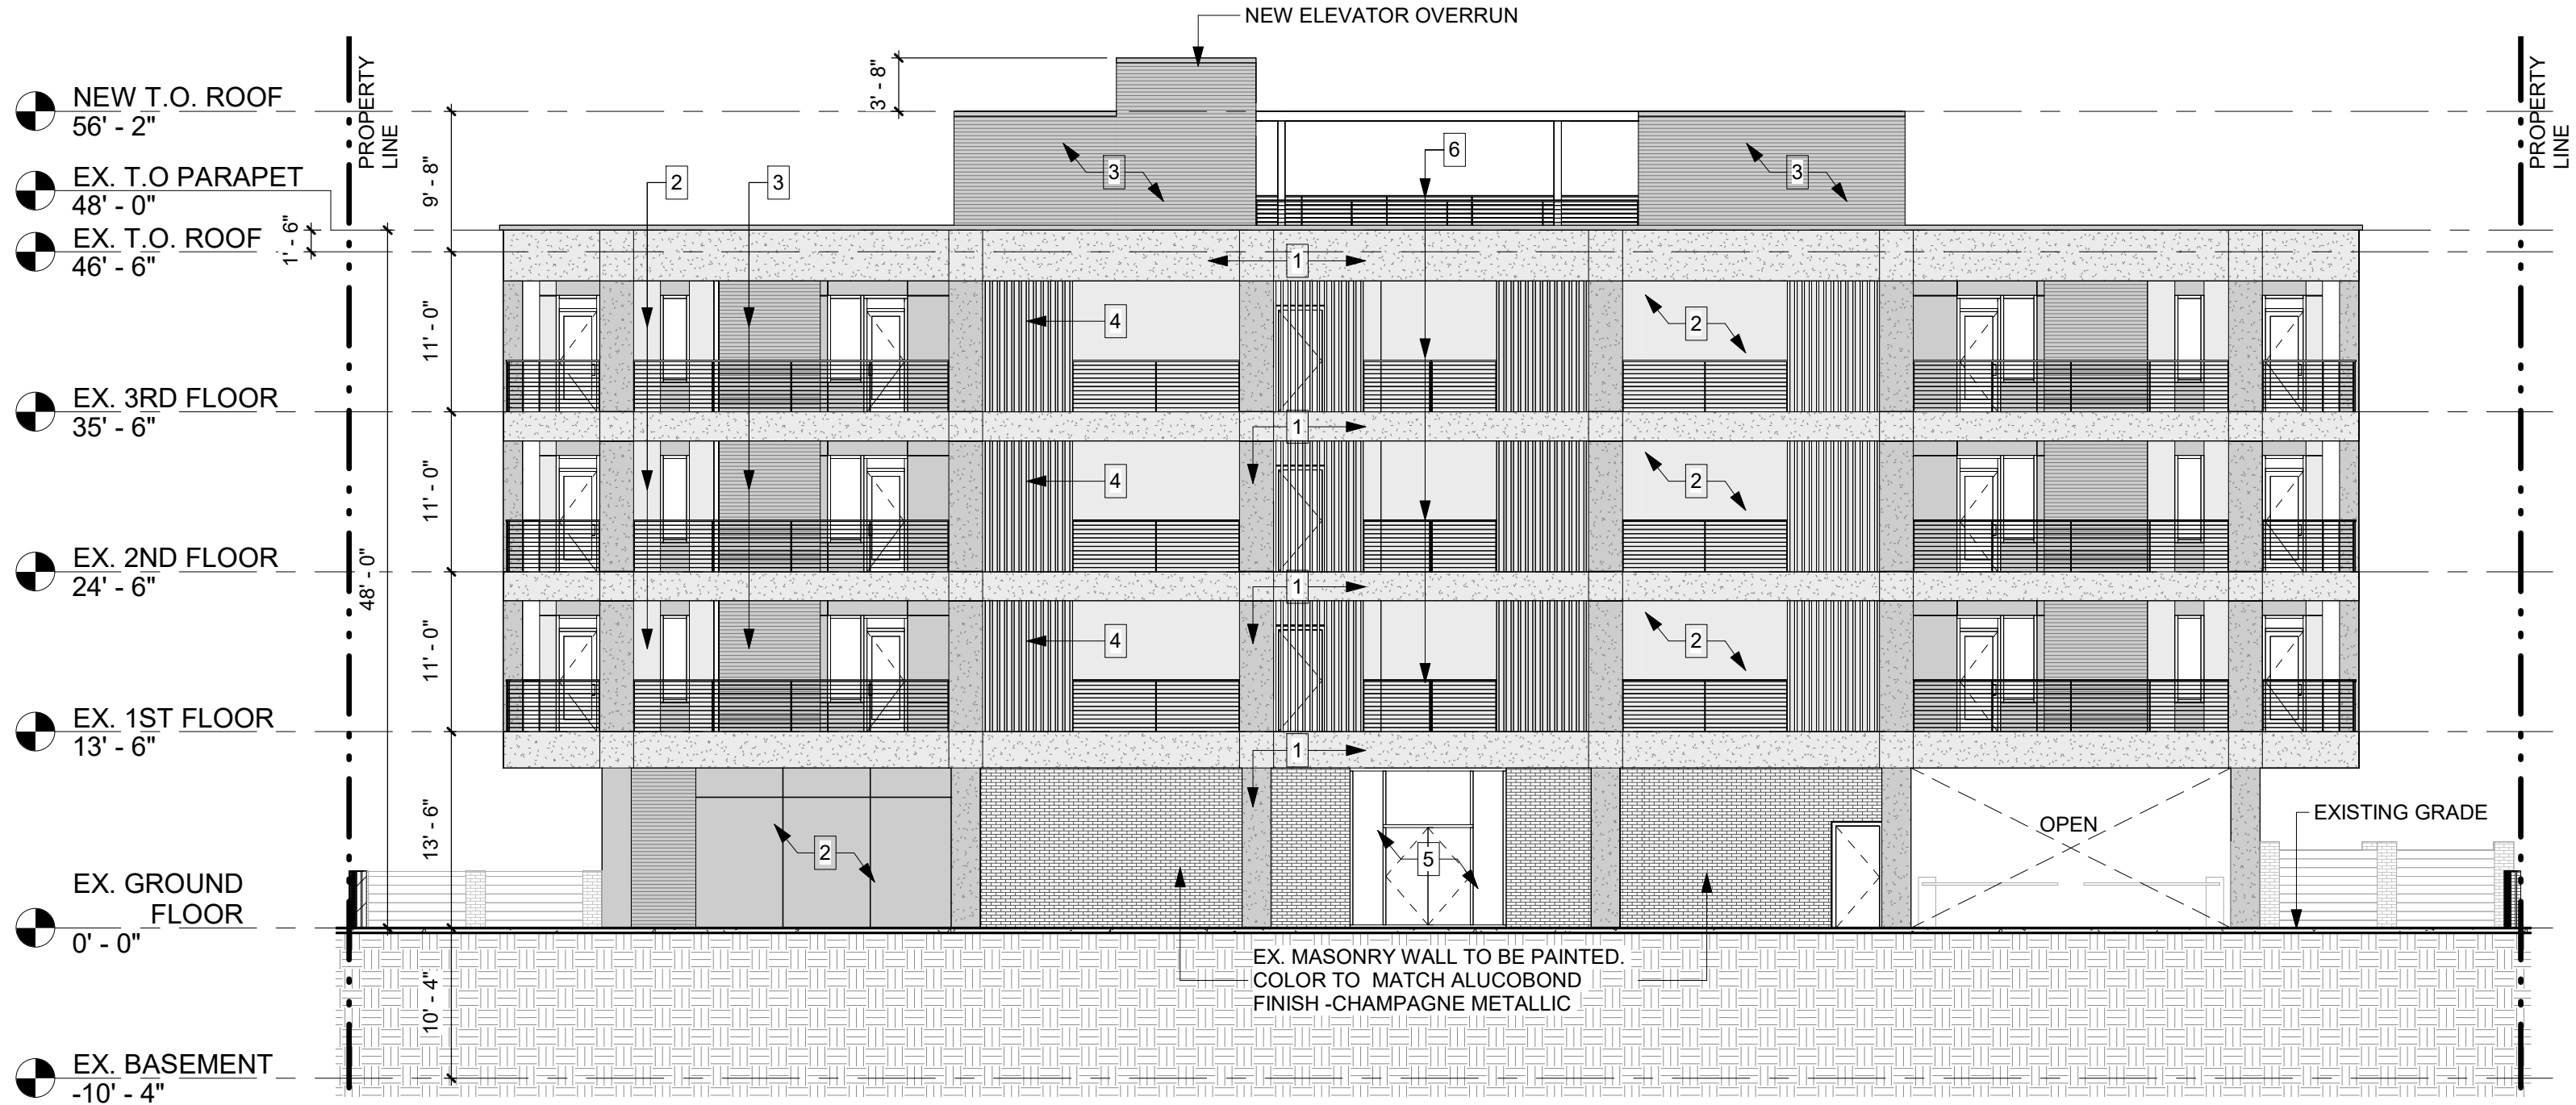 NEW ELEVATOR OVERRUN
NEW T.O. ROOF
56' - 2"
EX. T.O PARAPET
48' - 0"
EX. T.O. ROOF
46' - 6"
EX. 3RD FLOOR
35' - 6"
EX. 2ND FLOOR
24' - 6"
EX. 1ST FLOOR
13' - 6"
EX. GROUND
FLOOR
0' - 0"
EX. BASEMENT
-10' - 4"
PROPERTY
LINE
1' - 6"
48' - 0"
9' - 8"
11' - 0"
11' - 0"
11' - 0"
13' - 6"
10' - 4"
3' - 8"
2
3
3
6
3
1
4
2
1
4
2
1
4
2
1
2
5
OPEN
EXISTING GRADE
EX. MASONRY WALL TO BE PAINTED.
COLOR TO MATCH ALUCOBOND
FINISH -CHAMPAGNE METALLIC
PROPERTY
LINE